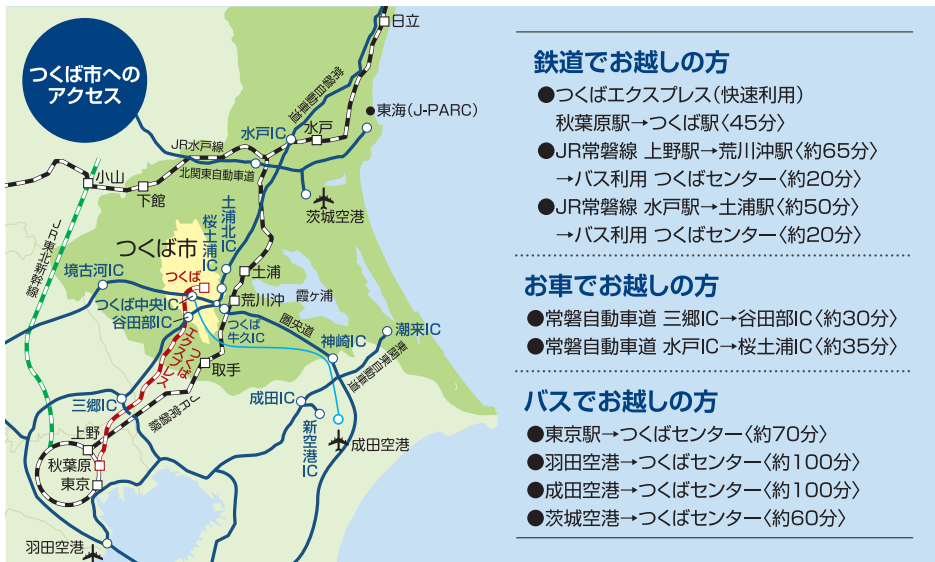 つくば市への
アクセス
日立
常磐自動車道
東海(J-PARC)
水戸IC
水戸
JR水戸線
北関東自動車道
小山
下館
茨城空港
JR東北新幹線
土浦北IC
桜土浦IC
つくば市
境古河IC
つくば
土浦
霞ヶ浦
つくば中央IC
荒川沖
谷田部IC
つくば
牛久IC
圏央道
潮来IC
神崎IC
東関東自動車道
つくば
エクスプレス
取手
三郷IC
JR常磐線
成田IC
新空港IC
成田空港
上野
秋葉原
東京
羽田空港
鉄道でお越しの方
●つくばエクスプレス(快速利用)
秋葉原駅→つくば駅〈45分〉
●JR常磐線 上野駅→荒川沖駅〈約65分〉
→バス利用 つくばセンター〈約20分〉
●JR常磐線 水戸駅→土浦駅〈約50分〉
→バス利用 つくばセンター〈約20分〉
お車でお越しの方
●常磐自動車道 三郷IC→谷田部IC〈約30分〉
●常磐自動車道 水戸IC→桜土浦IC〈約35分〉
バスでお越しの方
●東京駅→つくばセンター〈約70分〉
●羽田空港→つくばセンター〈約100分〉
●成田空港→つくばセンター〈約100分〉
●茨城空港→つくばセンター〈約60分〉